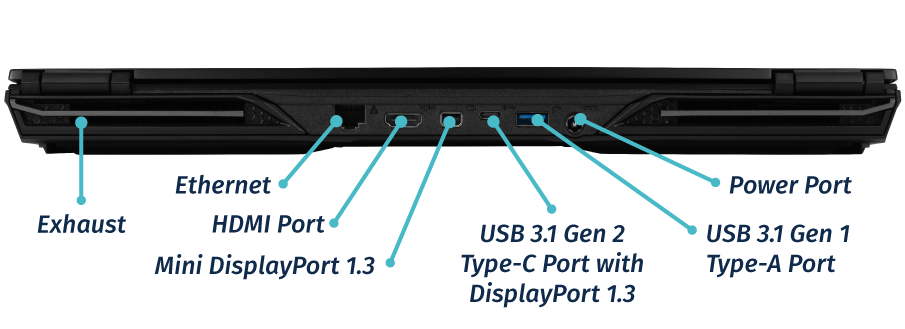 HDMI
Ethernet
Power Port
Exhaust
HDMI Port
USB 3.1 Gen 2
Type-C Port with
DisplayPort 1.3
USB 3.1 Gen 1
Type-A Port
Mini DisplayPort 1.3